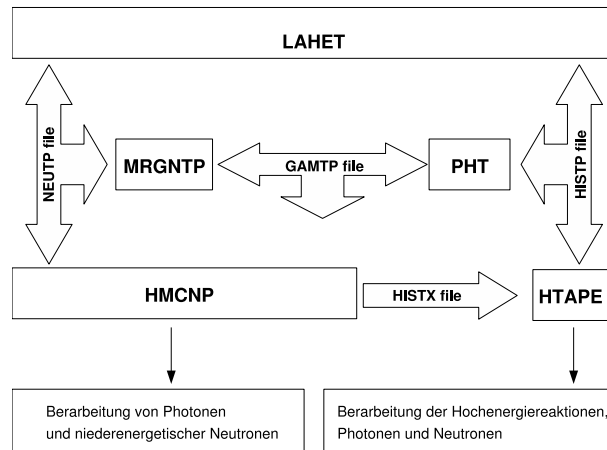 LAHET
NEUTP file
MRGNTP
GAMTP file
PHT
HISTP file
HMCNP
HISTX file
HTAPE
Berarbeitung von Photonen
und niederenergetischer Neutronen
Berarbeitung der Hochenergiereaktionen,
Photonen und Neutronen